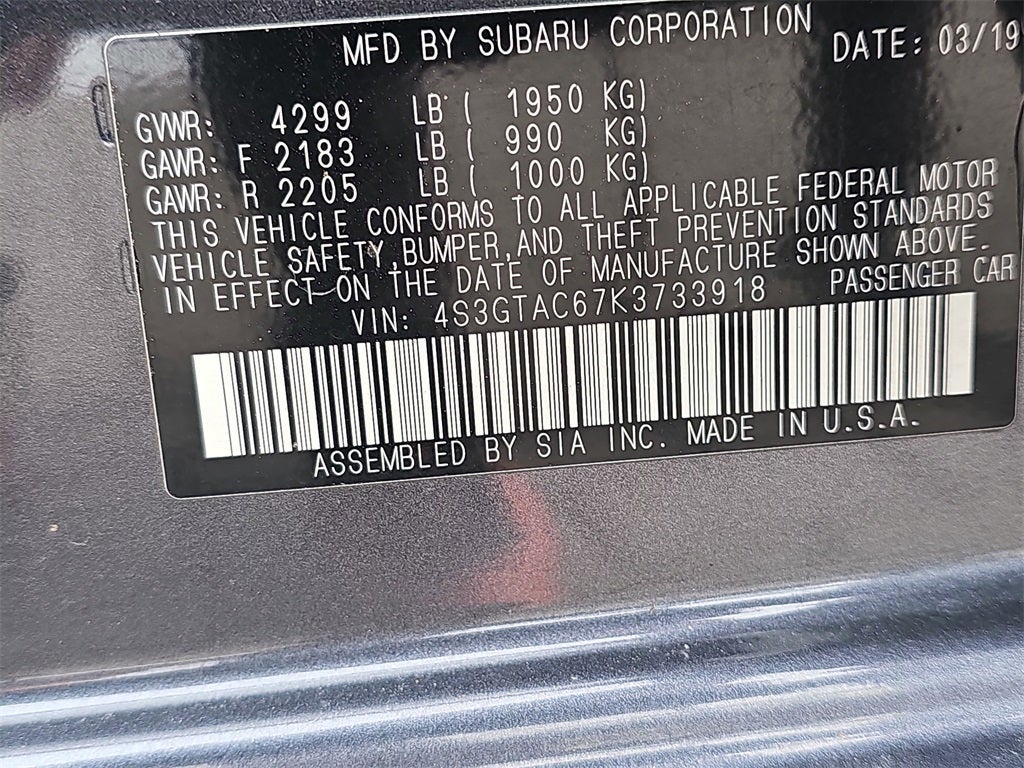 MFD BY SUBARU CORPORATION DATE: 03/19
GVWR: 4299 LB ( 1950 KG)
GAWR: F 2183 LB ( 990 KG)
GAWR: R 2205 LB ( 1000 KG)
THIS VEHICLE CONFORMS TO ALL APPLICABLE FEDERAL MOTOR
VEHICLE SAFETY,BUMPER,AND THEFT PREVENTION STANDARDS
IN EFFECT ON THE DATE OF MANUFACTURE SHOWN ABOVE.
VIN: 4S3GTAC67K3733918 PASSENGER CAR
ASSEMBLED BY SIA INC. MADE IN U.S.A.